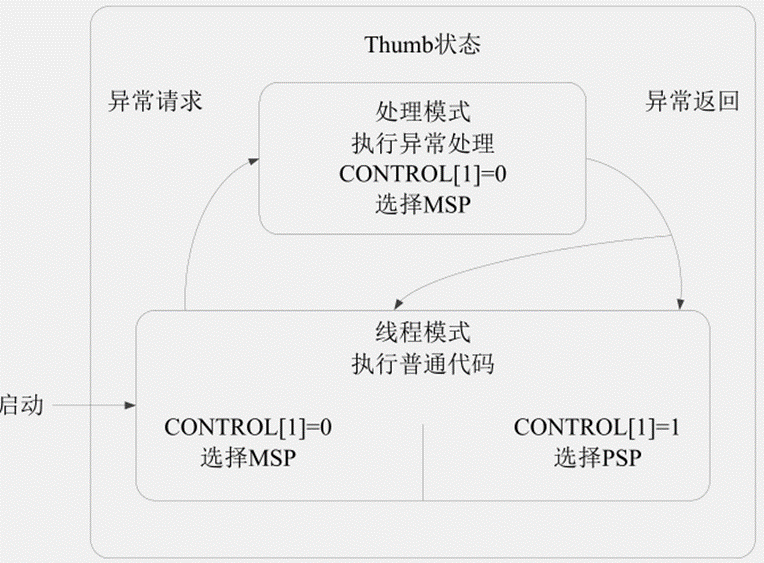 Thumb状态
异常请求
异常返回
处理模式
执行异常处理
CONTROL[1]=0
选择MSP
线程模式
执行普通代码
启动
CONTROL[1]=0
选择MSP
CONTROL[1]=1
选择PSP